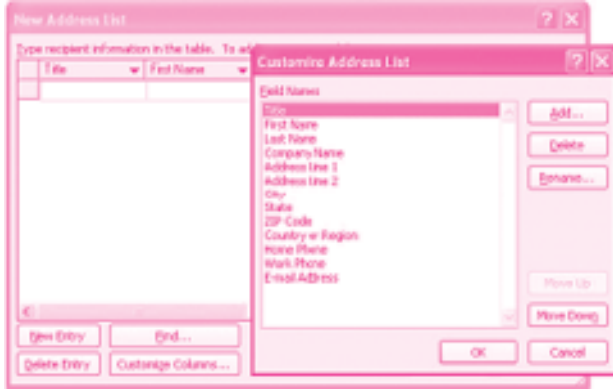 New Address List
Type recipient information in the table. To
Title
First Name
New Entry
Find...
Delete Entry
Customize Columns...
Customize Address List
Field Names
Title
First Name
Last Name
Company Name
Address line 1
Address line 2
City
State
ZIP Code
Country or Region
Home Phone
Work Phone
E-mail Address
Add...
Delete
Rename...
Move Up
Move Down
OK
Cancel